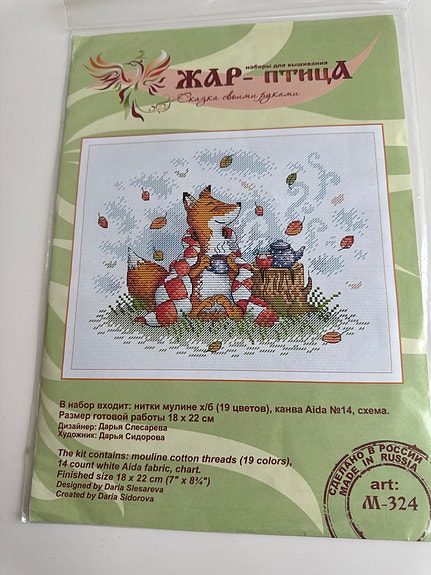 наборы для вышивания
ЖАР-ПТИЦА
Сказка своими руками
В набор входит: нитки мулине х/б (19 цветов), канва Aida №14, схема.
Размер готовой работы 18 х 22 см
Дизайнер: Дарья Слесарева
Художник: Дарья Сидорова
The kit contains: mouline cotton threads (19 colors),
14 count white Aida fabric, chart.
Finished size 18 x 22 cm (7" x 8¾")
Designed by Daria Slesareva
Created by Daria Sidorova
СДЕЛАНО В РОССИИ
MADE IN RUSSIA
art:
М-324